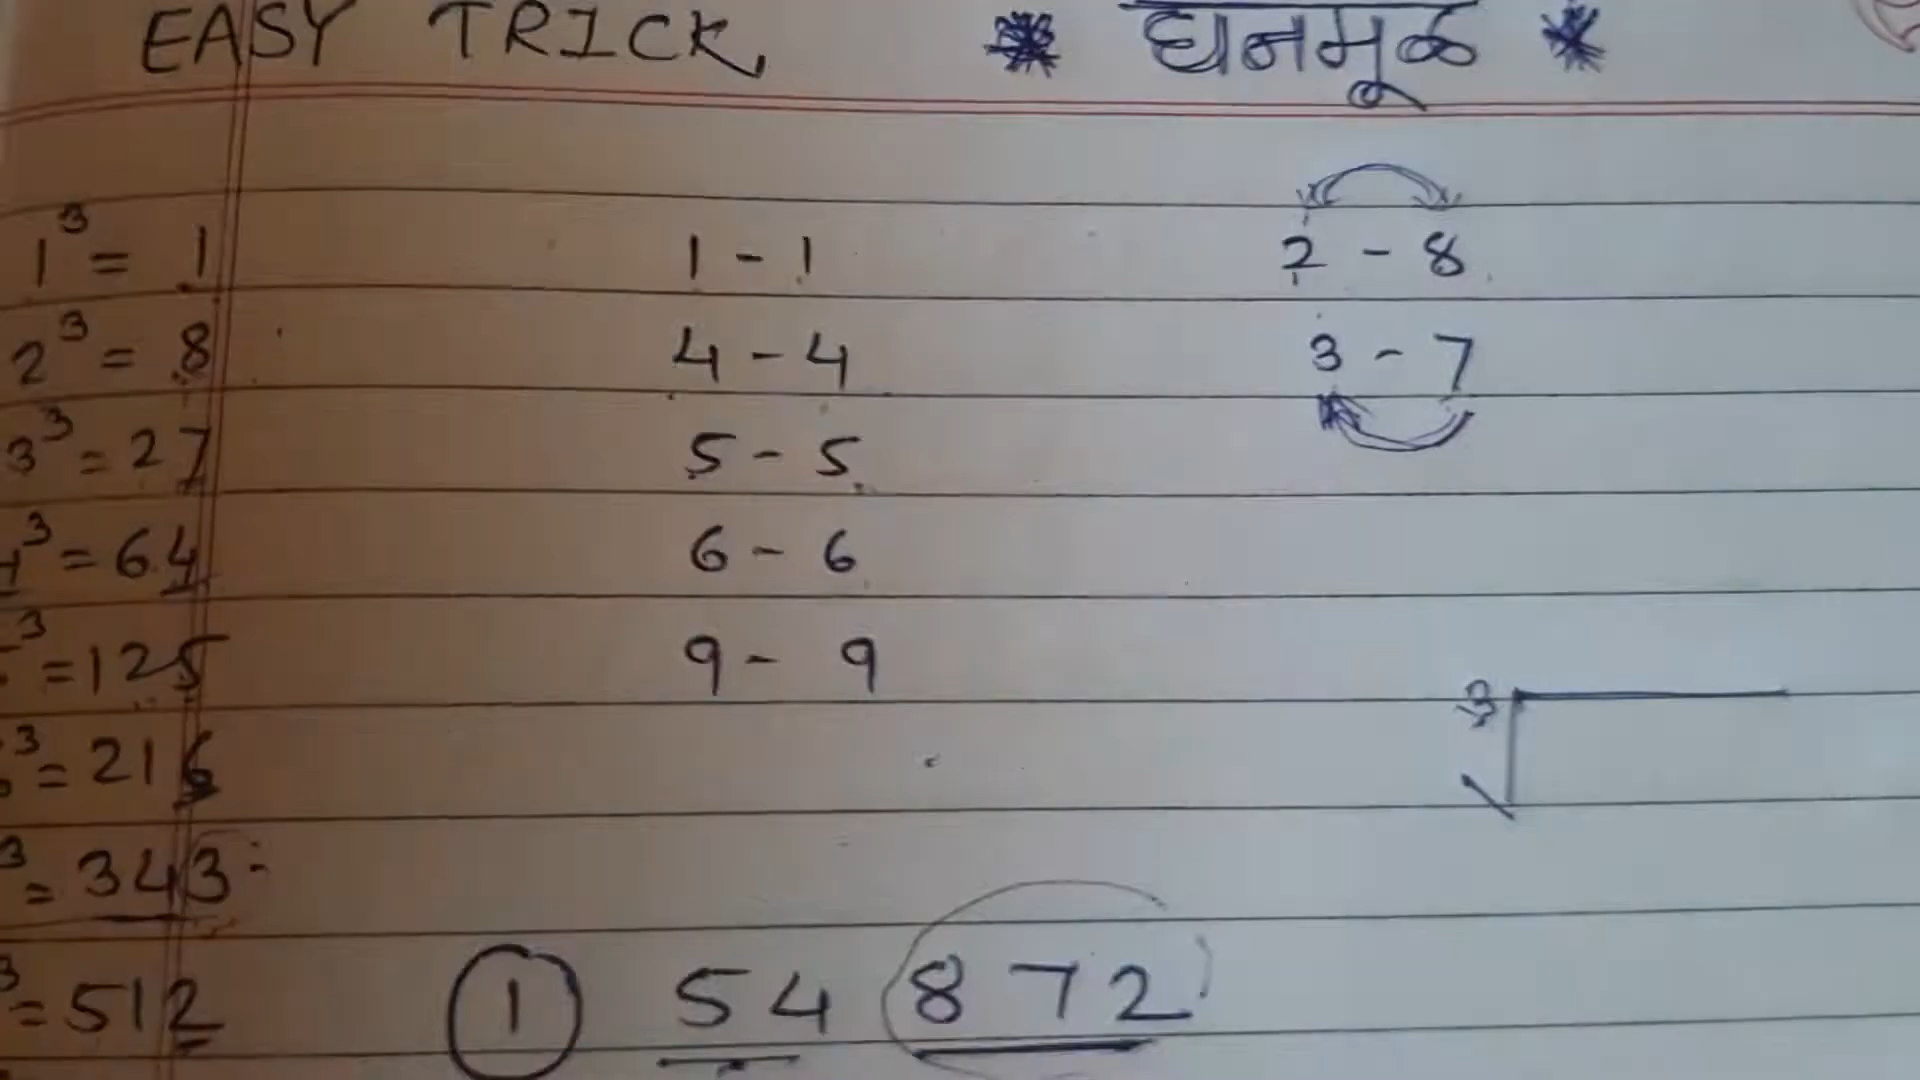 EASY TRICK * घनमूळ *
1³ = 1 1 - 1 2 - 8
2³ = 8 4 - 4 3 - 7
3³ = 27 5 - 5
³ = 64 6 - 6
³ = 125 9 - 9
³ = 216 3√
³ = 343
³ = 512 1 54 872